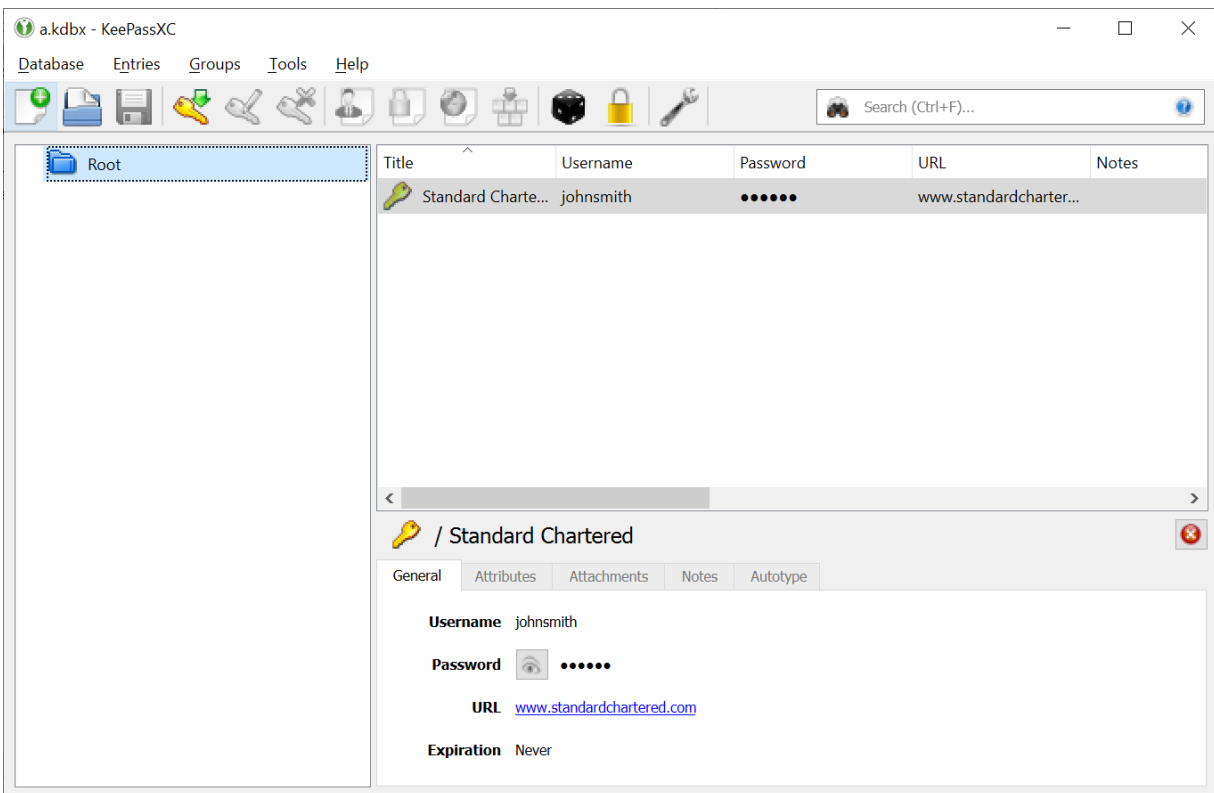 a.kdbx - KeePassXC
Database Entries Groups Tools Help
Search (Ctrl+F)...
Root
Title Username Password URL Notes
Standard Charte... johnsmith ●●●●●● www.standardcharter...
/ Standard Chartered
General Attributes Attachments Notes Autotype
Username johnsmith
Password ●●●●●●
URL www.standardchartered.com
Expiration Never